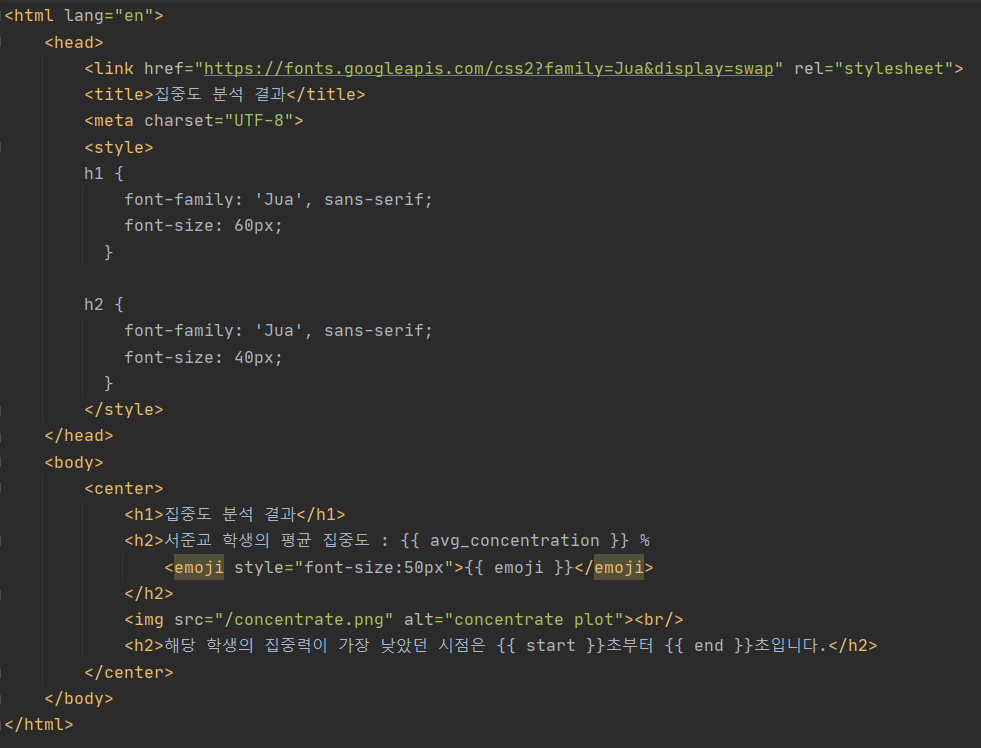 <html lang="en">
    <head>
        <link href="https://fonts.googleapis.com/css2?family=Jua&display=swap" rel="stylesheet">
        <title>집중도 분석 결과</title>
        <meta charset="UTF-8">
        <style>
        h1 {
            font-family: 'Jua', sans-serif;
            font-size: 60px;
          }

        h2 {
            font-family: 'Jua', sans-serif;
            font-size: 40px;
          }
        </style>
    </head>
    <body>
        <center>
            <h1>집중도 분석 결과</h1>
            <h2>서준교 학생의 평균 집중도 : {{ avg_concentration }} %
                <emoji style="font-size:50px">{{ emoji }}</emoji>
            </h2>
            <img src="/concentrate.png" alt="concentrate plot"><br/>
            <h2>해당 학생의 집중력이 가장 낮았던 시점은 {{ start }}초부터 {{ end }}초입니다.</h2>
        </center>
    </body>
</html>